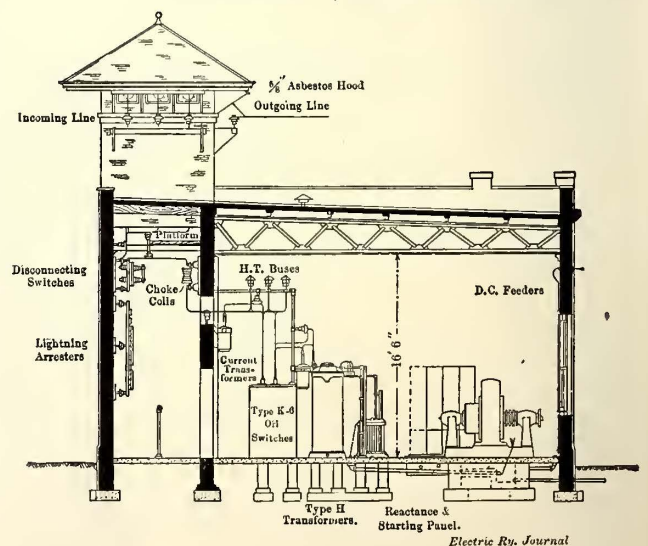 5/8" Asbestos Hood
Outgoing Line
Incoming Line
Platform
Disconnecting
Switches
Choke
Coils
H.T. Buses
D.C. Feeders
Lightning
Arresters
Current Trans-
formers
16' 6"
Type K-6
Oil
Switches
Type H
Transformers.
Reactance &
Starting Panel.
Electric Ry. Journal